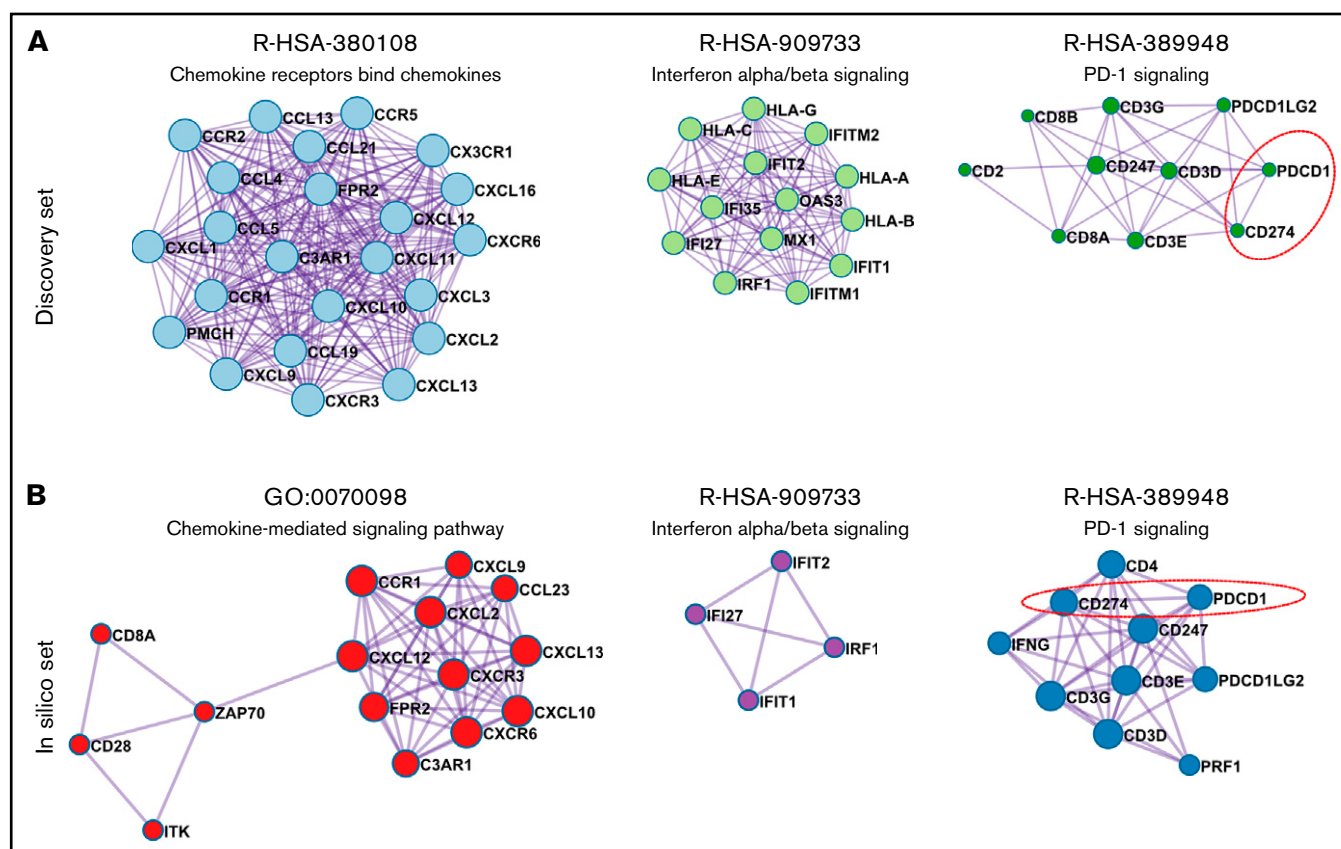 A
R-HSA-380108
Chemokine receptors bind chemokines
R-HSA-909733
Interferon alpha/beta signaling
R-HSA-389948
PD-1 signaling
Discovery set
CCL13
CCR5
CCR2
CCL21
CX3CR1
CCL4
FPR2
CXCL16
CXCL12
CCL5
CXCR6
CXCL1
C3AR1
CXCL11
CCR1
CXCL10
CXCL3
PMCH
CCL19
CXCL2
CXCL9
CXCL13
CXCR3
HLA-G
HLA-C
IFITM2
IFIT2
HLA-E
HLA-A
IFI35
OAS3
HLA-B
IFI27
MX1
IFIT1
IRF1
IFITM1
CD3G
PDCD1LG2
CD8B
CD2
CD247
CD3D
PDCD1
CD8A
CD3E
CD274
B
GO:0070098
Chemokine-mediated signaling pathway
R-HSA-909733
Interferon alpha/beta signaling
R-HSA-389948
PD-1 signaling
In silico set
CXCL9
CCR1
CCL23
CXCL2
CD8A
CXCL12
CXCL13
CXCR3
ZAP70
FPR2
CXCL10
CD28
CXCR6
C3AR1
ITK
IFIT2
IFI27
IRF1
IFIT1
CD4
CD274
PDCD1
CD247
IFNG
CD3E
PDCD1LG2
CD3G
CD3D
PRF1